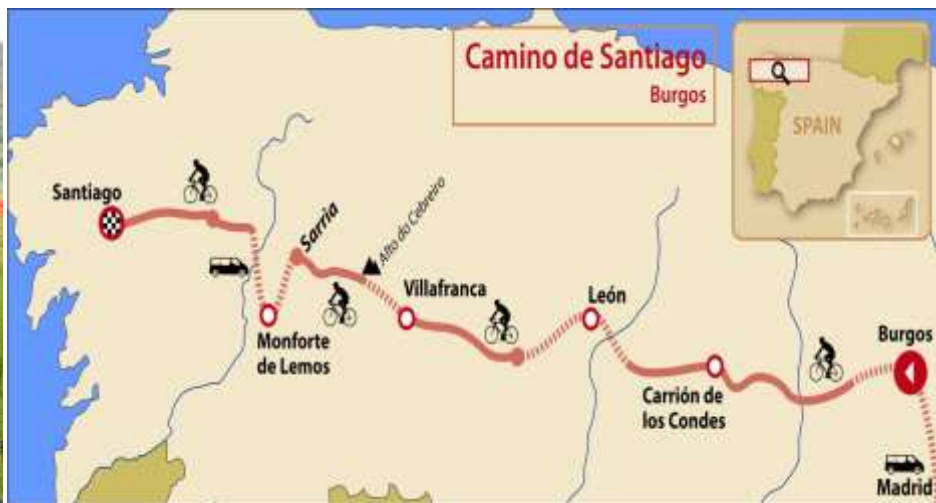 Camino de Santiago
Burgos
SPAIN
Santiago
Sarria
Alto do Cebreiro
Villafranca
León
Burgos
Monforte
de Lemos
Carrión de
los Condes
Madrid